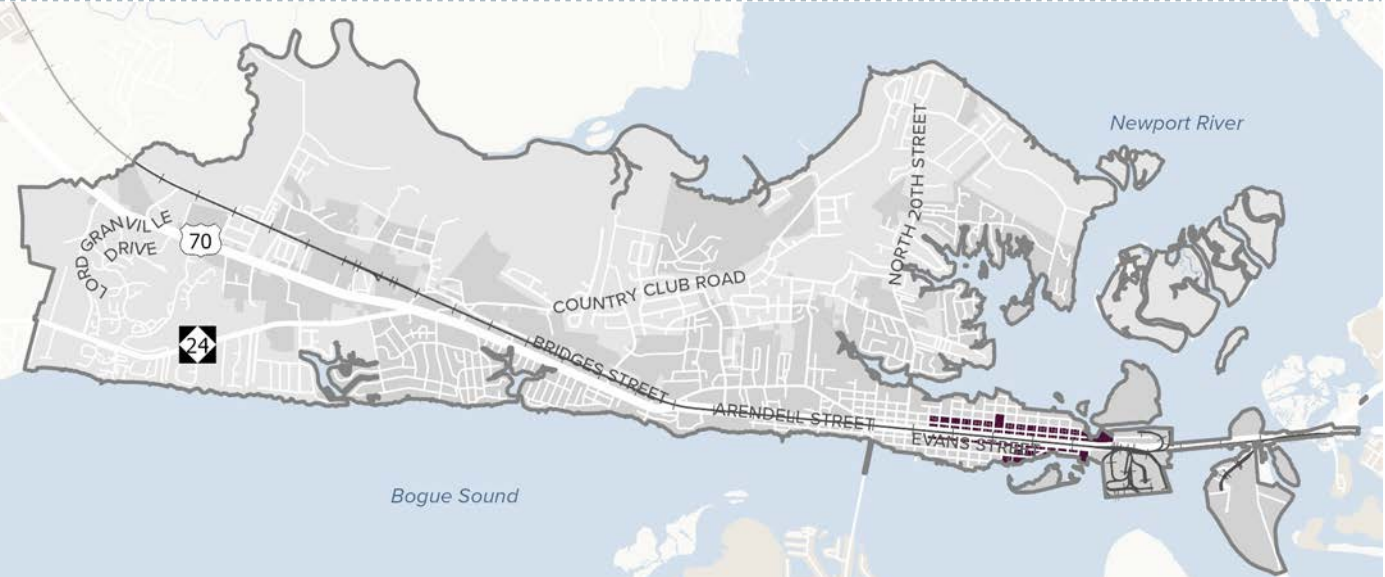 Newport River
NORTH 20TH STREET
LORD GRANVILLE
DRIVE
70
COUNTRY CLUB ROAD
24
BRIDGES STREET
ARENDELL STREET
EVANS STREET
Bogue Sound